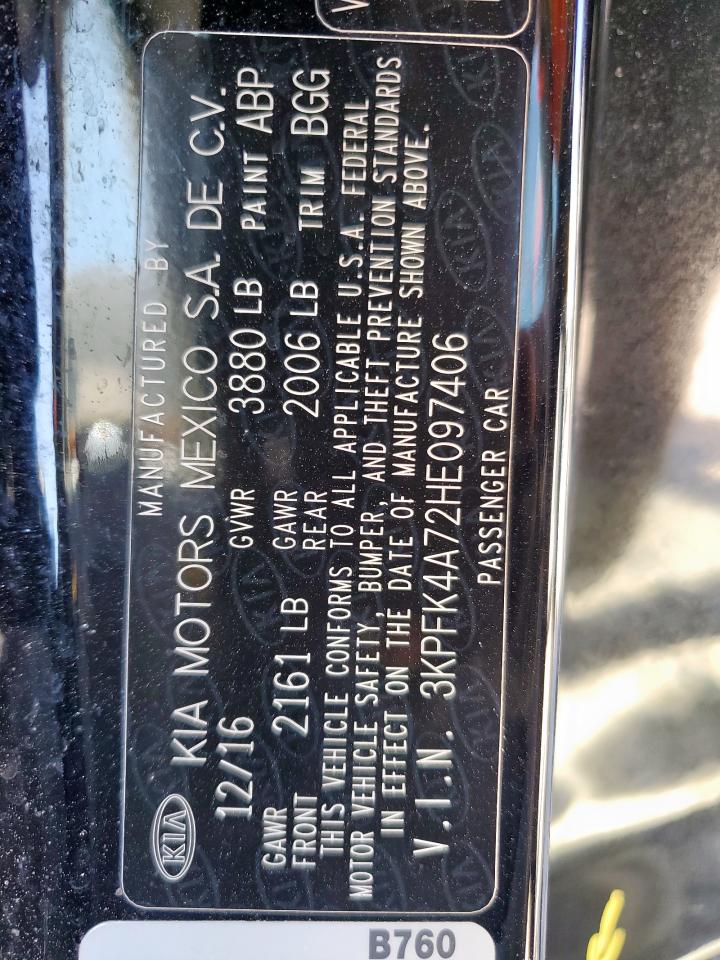 MANUFACTURED BY
KIA KIA MOTORS MEXICO S.A. DE C.V.
12/16 GVWR 3880 LB PAINT ABP
GAWR FRONT 2161 LB GAWR REAR 2006 LB TRIM BGG
THIS VEHICLE CONFORMS TO ALL APPLICABLE U.S.A. FEDERAL
MOTOR VEHICLE SAFETY, BUMPER, AND THEFT PREVENTION STANDARDS
IN EFFECT ON THE DATE OF MANUFACTURE SHOWN ABOVE.
V.I.N. 3KPFK4A72HE097406
PASSENGER CAR
B760